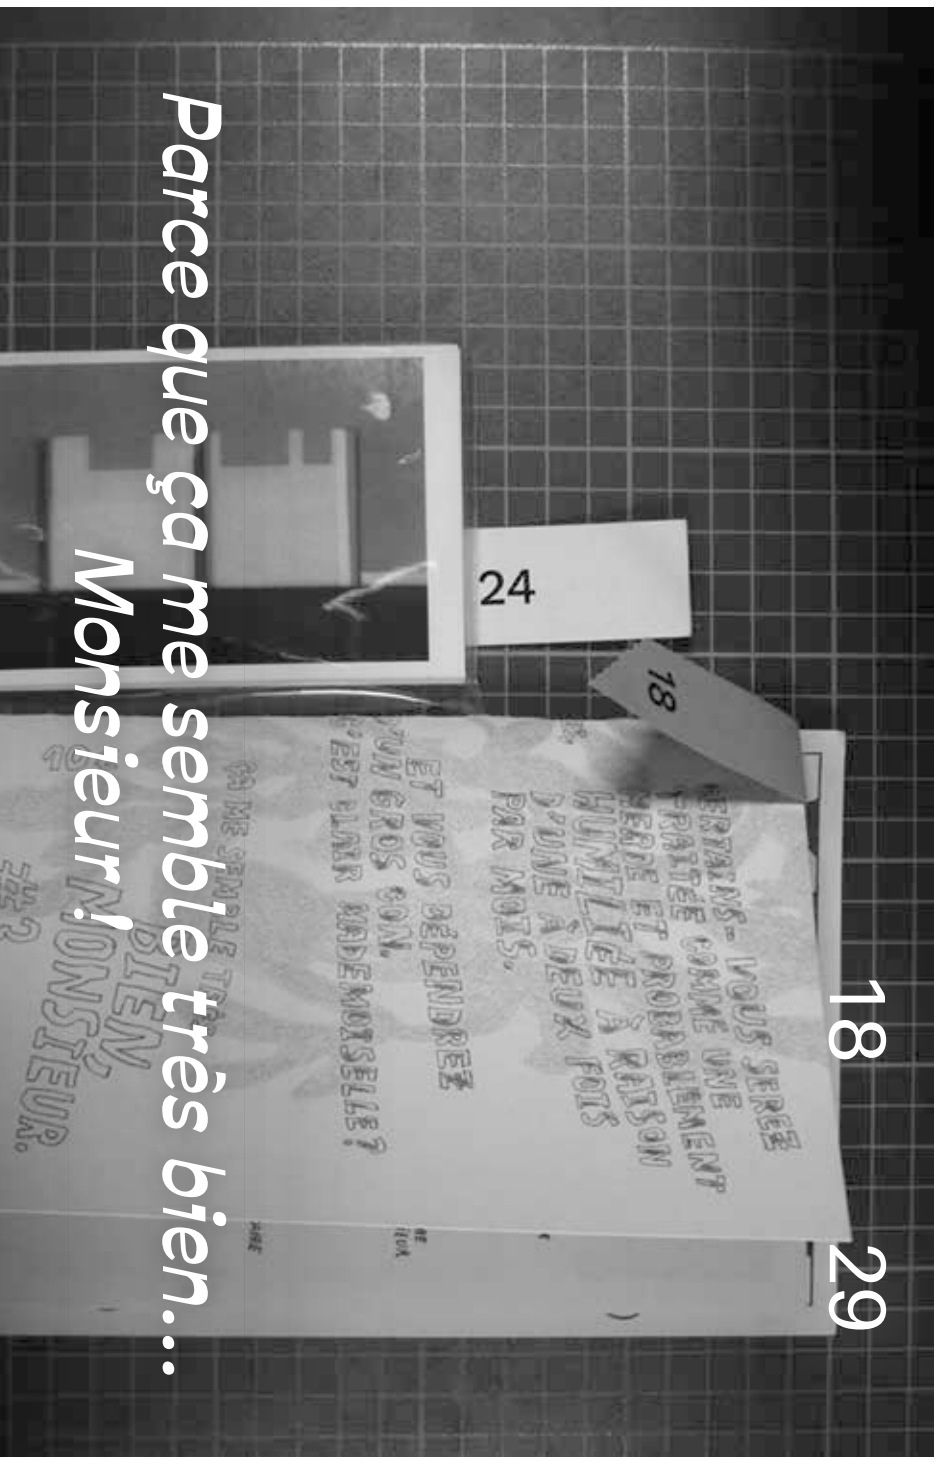 18
29
Parce que ça me semble très bien...
Monsieur !
24
18
CERTAINS- VOUS SEREZ
TRAITÉE COMME UNE
MERDE ET PROBABLEMENT
HUMILIÉE À RAISON
D'UNE À DEUX FOIS
PAR MOIS.
ET VOUS DÉPENDREZ
D'UN GROS CON.
C'EST CLAIR MADEMOISELLE?
ÇA ME SEMBLE TRÈS
BIEN,
MONSIEUR.